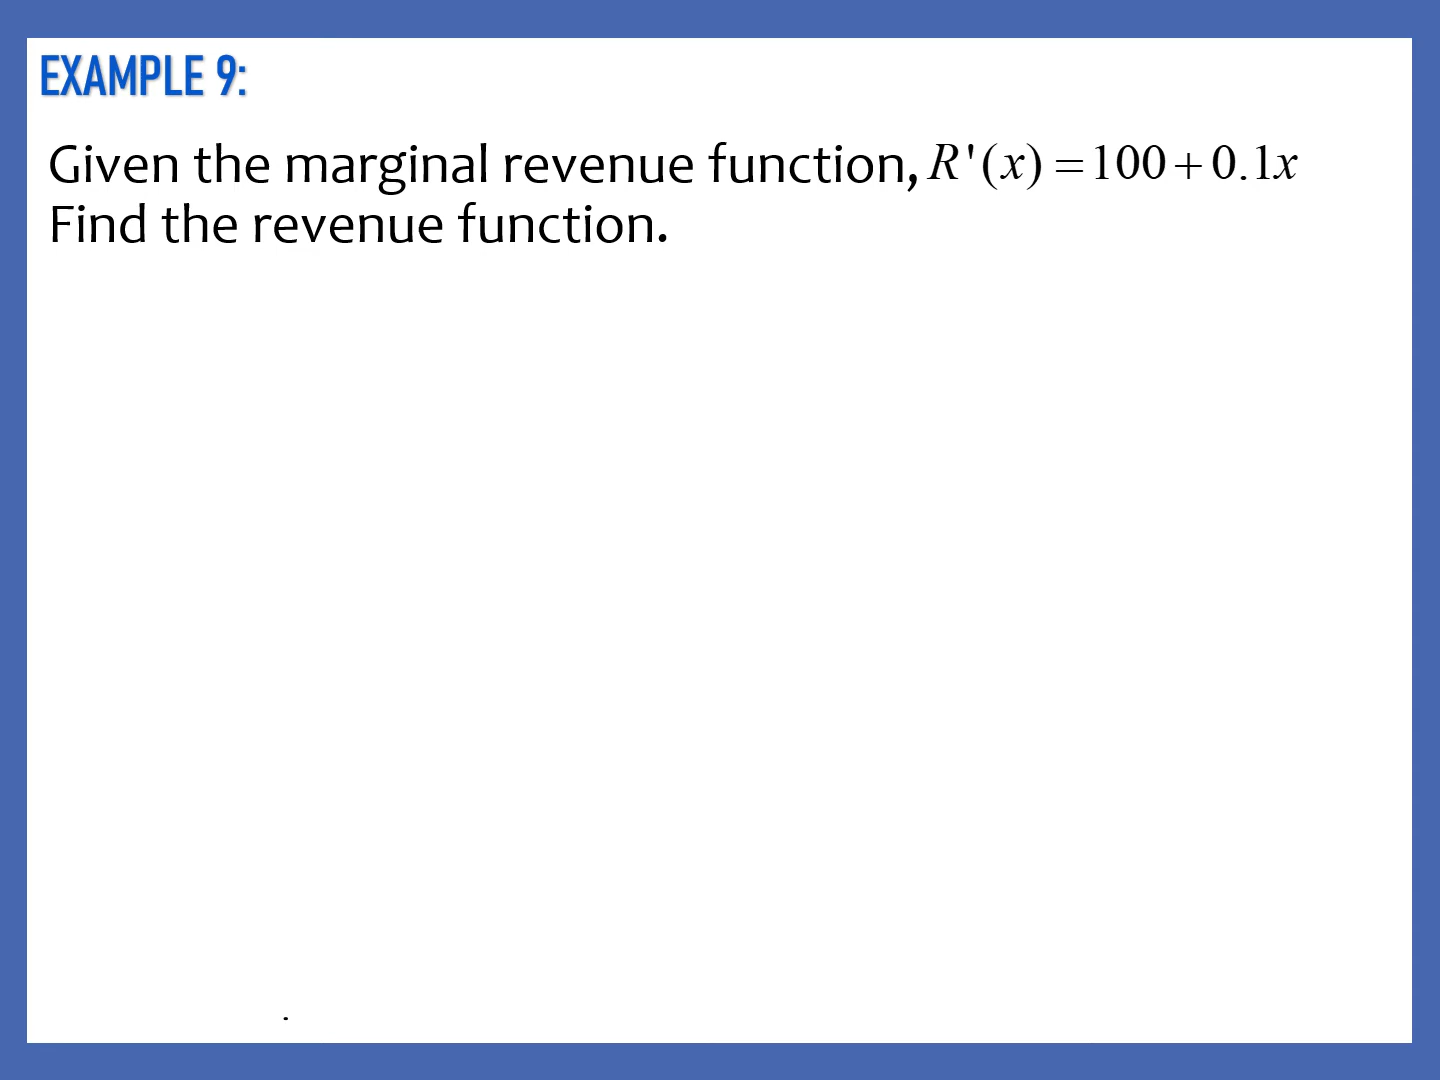 EXAMPLE 9:
Given the marginal revenue function, R'(x) = 100 + 0.1x
Find the revenue function.
.